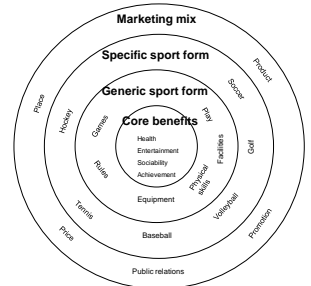 Marketing mix
Specific sport form
Generic sport form
Core benefits
Health
Entertainment
Sociability
Achievement
Games
Play
Facilities
Physical
skills
Equipment
Rules
Hockey
Soccer
Golf
Volleyball
Baseball
Tennis
Place
Product
Promotion
Public relations
Price